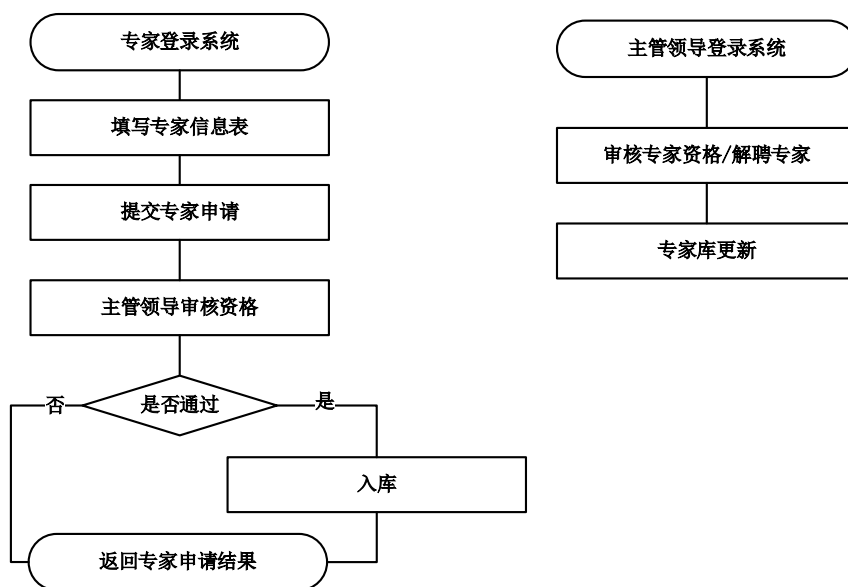 专家登录系统
填写专家信息表
提交专家申请
主管领导审核资格
是否通过
否
是
入库
返回专家申请结果
主管领导登录系统
审核专家资格/解聘专家
专家库更新